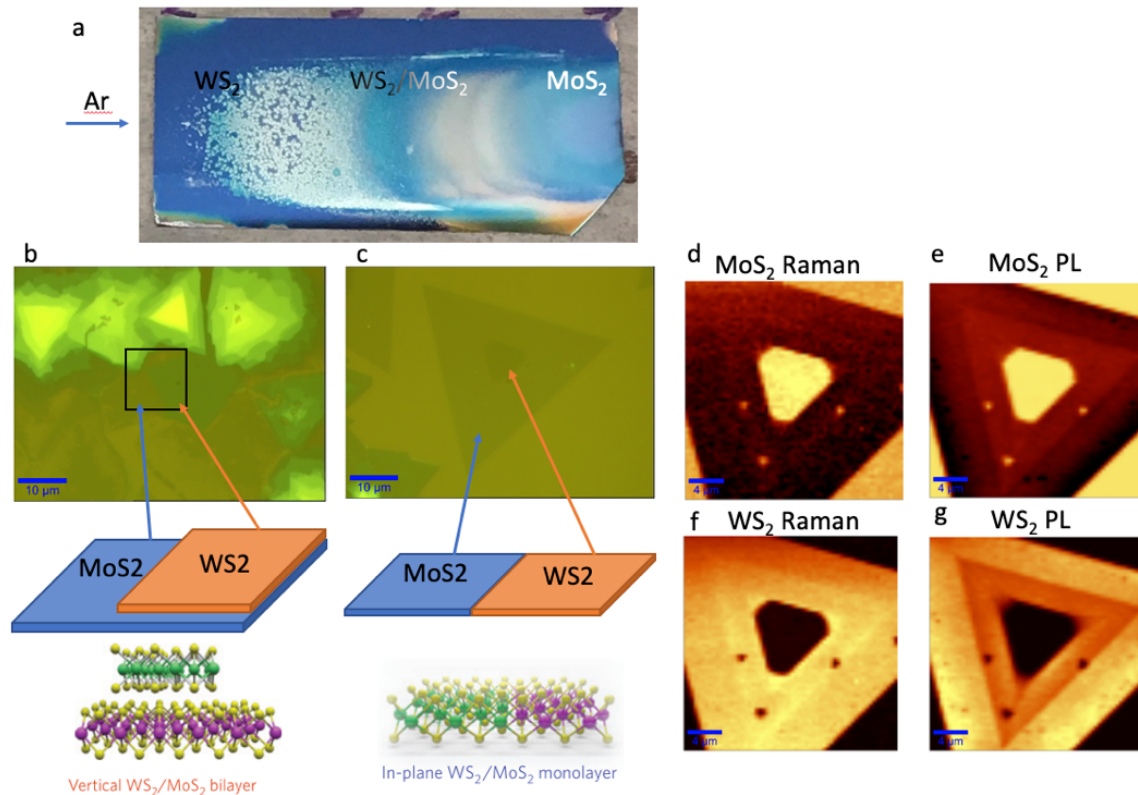 a
WS₂
WS₂/MoS₂
MoS₂
Ar
b
c
d
MoS₂ Raman
e
MoS₂ PL
10 μm
10 μm
4 μm
4 μm
f
WS₂ Raman
g
WS₂ PL
MoS2
WS2
MoS2
WS2
4 μm
4 μm
Vertical WS₂/MoS₂ bilayer
In-plane WS₂/MoS₂ monolayer